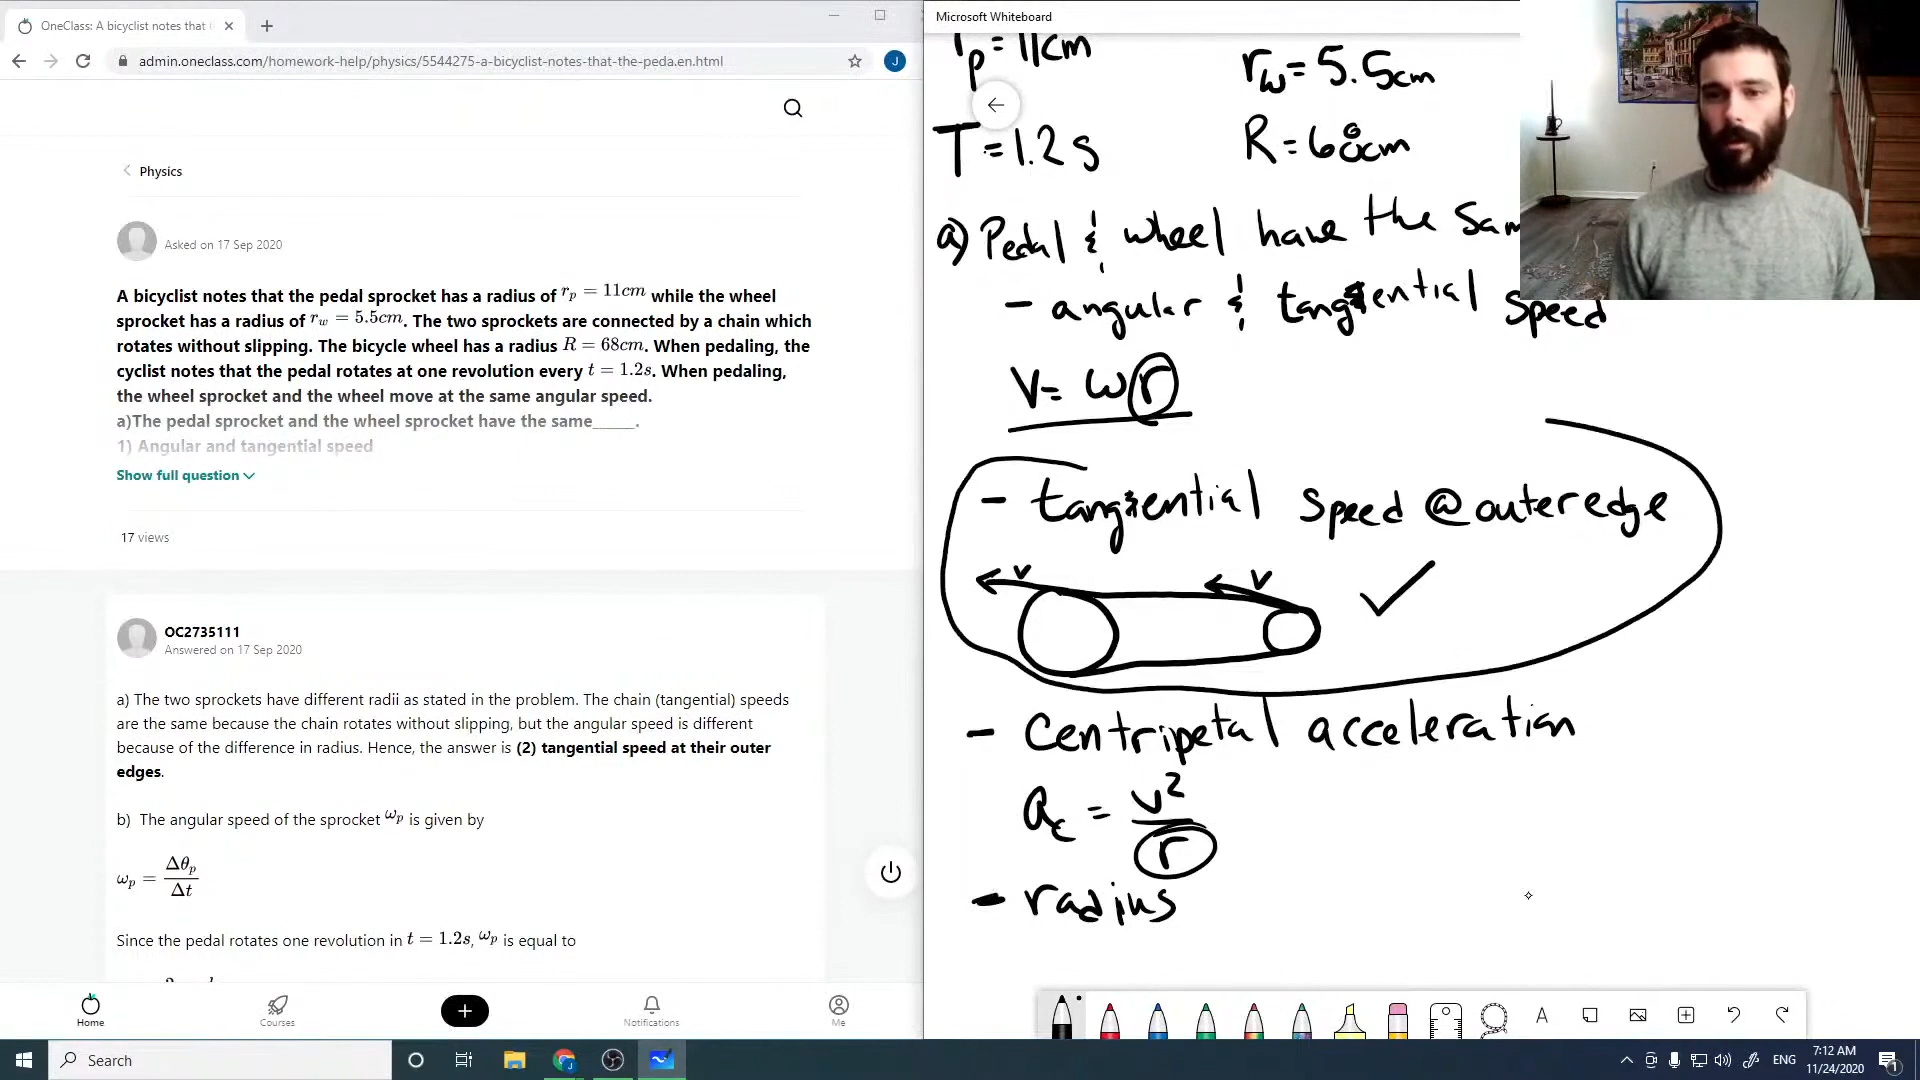 OneClass: A bicyclist notes that
admin.oneclass.com/homework-help/physics/5544275-a-bicyclist-notes-that-the-peda.en.html
J
Physics
Asked on 17 Sep 2020
A bicyclist notes that the pedal sprocket has a radius of r_p = 11cm while the wheel
sprocket has a radius of r_w = 5.5cm. The two sprockets are connected by a chain which
rotates without slipping. The bicycle wheel has a radius R = 68cm. When pedaling, the
cyclist notes that the pedal rotates at one revolution every t = 1.2s. When pedaling,
the wheel sprocket and the wheel move at the same angular speed.
a)The pedal sprocket and the wheel sprocket have the same_____.
1) Angular and tangential speed
Show full question
17 views
OC2735111
Answered on 17 Sep 2020
a) The two sprockets have different radii as stated in the problem. The chain (tangential) speeds
are the same because the chain rotates without slipping, but the angular speed is different
because of the difference in radius. Hence, the answer is (2) tangential speed at their outer
edges.
b) The angular speed of the sprocket ω_p is given by
ω_p = Δθ_p / Δt
Since the pedal rotates one revolution in t = 1.2s, ω_p is equal to
Home
Courses
Notifications
Me
Microsoft Whiteboard
r_p = 11cm
r_w = 5.5cm
T = 1.2s
R = 68cm
a) Pedal & wheel have the Sam
- angular & tangential speed
V = ωr
- tangential speed @ outer edge
v v
- centripetal acceleration
a_c = v² / r
- radius
A
Search
ENG
7:12 AM
11/24/2020
1